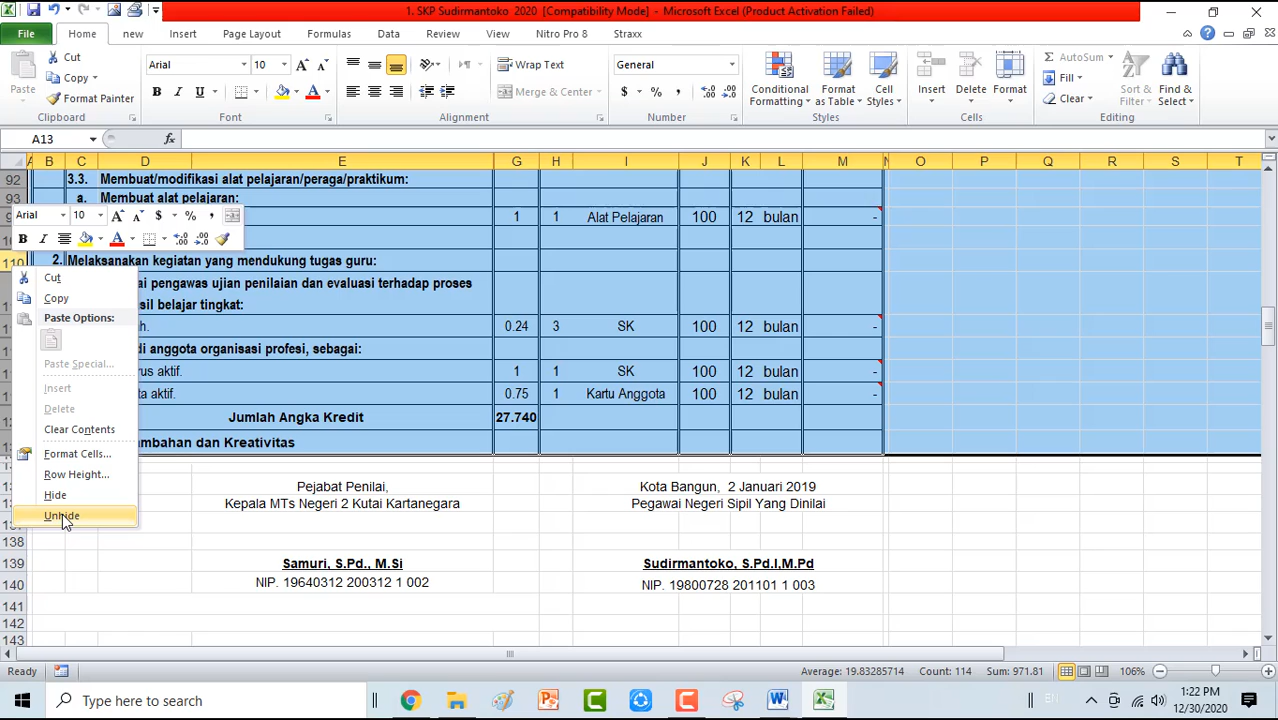 1. SKP Sudirmantoko  2020  [Compatibility Mode]  -  Microsoft Excel (Product Activation Failed)
File Home new Insert Page Layout Formulas Data Review View Nitro Pro 8 Straxx
Cut
Copy
Format Painter
Paste
Arial 10
B I U
Wrap Text
Merge & Center
General
$ % ,
Conditional Formatting
Format as Table
Cell Styles
Insert Delete Format
AutoSum
Fill
Clear
Sort & Filter
Find & Select
Clipboard Font Alignment Number Styles Cells Editing
A13 fx
A B C D E G H I J K L M N O P Q R S T
92 3.3. Membuat/modifikasi alat pelajaran/peraga/praktikum:
93 a. Membuat alat pelajaran:
1 1 Alat Pelajaran 100 12 bulan -
110 2. Melaksanakan kegiatan yang mendukung tugas guru:
pengawas ujian penilaian dan evaluasi terhadap proses
hasil belajar tingkat:
0.24 3 SK 100 12 bulan -
anggota organisasi profesi, sebagai:
aktif. 1 1 SK 100 12 bulan -
aktif. 0.75 1 Kartu Anggota 100 12 bulan -
Jumlah Angka Kredit 27.740
dan Kreativitas
Pejabat Penilai, Kota Bangun,  2 Januari 2019
Kepala MTs Negeri 2 Kutai Kartanegara Pegawai Negeri Sipil Yang Dinilai
138
139 Samuri, S.Pd., M.Si Sudirmantoko, S.Pd.I,M.Pd
140 NIP. 19640312 200312 1 002 NIP. 19800728 201101 1 003
141
142
143
Arial 10 A A $ % ,
B I A
Cut
Copy
Paste Options:
Paste Special...
Insert
Delete
Clear Contents
Format Cells...
Row Height...
Hide
Unhide
Ready Average: 19.83285714 Count: 114 Sum: 971.81 106%
Type here to search
EN
1:22 PM
12/30/2020